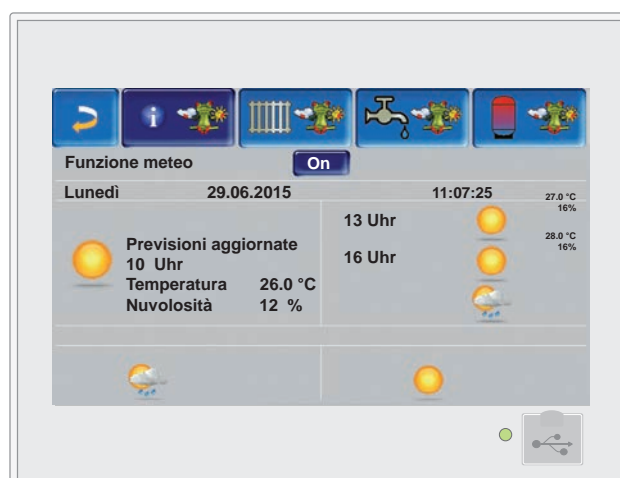 i
Funzione meteo On
Lunedì 29.06.2015 11:07:25
Previsioni aggiornate
10 Uhr
Temperatura 26.0 °C
Nuvolosità 12 %
13 Uhr
27.0 °C
16%
16 Uhr
28.0 °C
16%